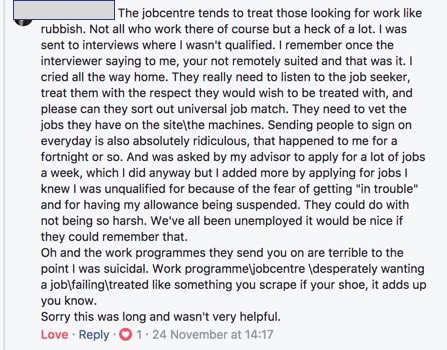 The jobcentre tends to treat those looking for work like
rubbish. Not all who work there of course but a heck of a lot. I was
sent to interviews where I wasn't qualified. I remember once the
interviewer saying to me, your not remotely suited and that was it. I
cried all the way home. They really need to listen to the job seeker,
treat them with the respect they would wish to be treated with, and
please can they sort out universal job match. They need to vet the
jobs they have on the site\the machines. Sending people to sign on
everyday is also absolutely ridiculous, that happened to me for a
fortnight or so. And was asked by my advisor to apply for a lot of jobs
a week, which I did anyway but I added more by applying for jobs I
knew I was unqualified for because of the fear of getting "in trouble"
and for having my allowance being suspended. They could do with
not being so harsh. We've all been unemployed it would be nice if
they could remember that.
Oh and the work programmes they send you on are terrible to the
point I was suicidal. Work programme\jobcentre \desperately wanting
a job\failing\treated like something you scrape if your shoe, it adds up
you know.
Sorry this was long and wasn't very helpful.
Love · Reply · 1 · 24 November at 14:17